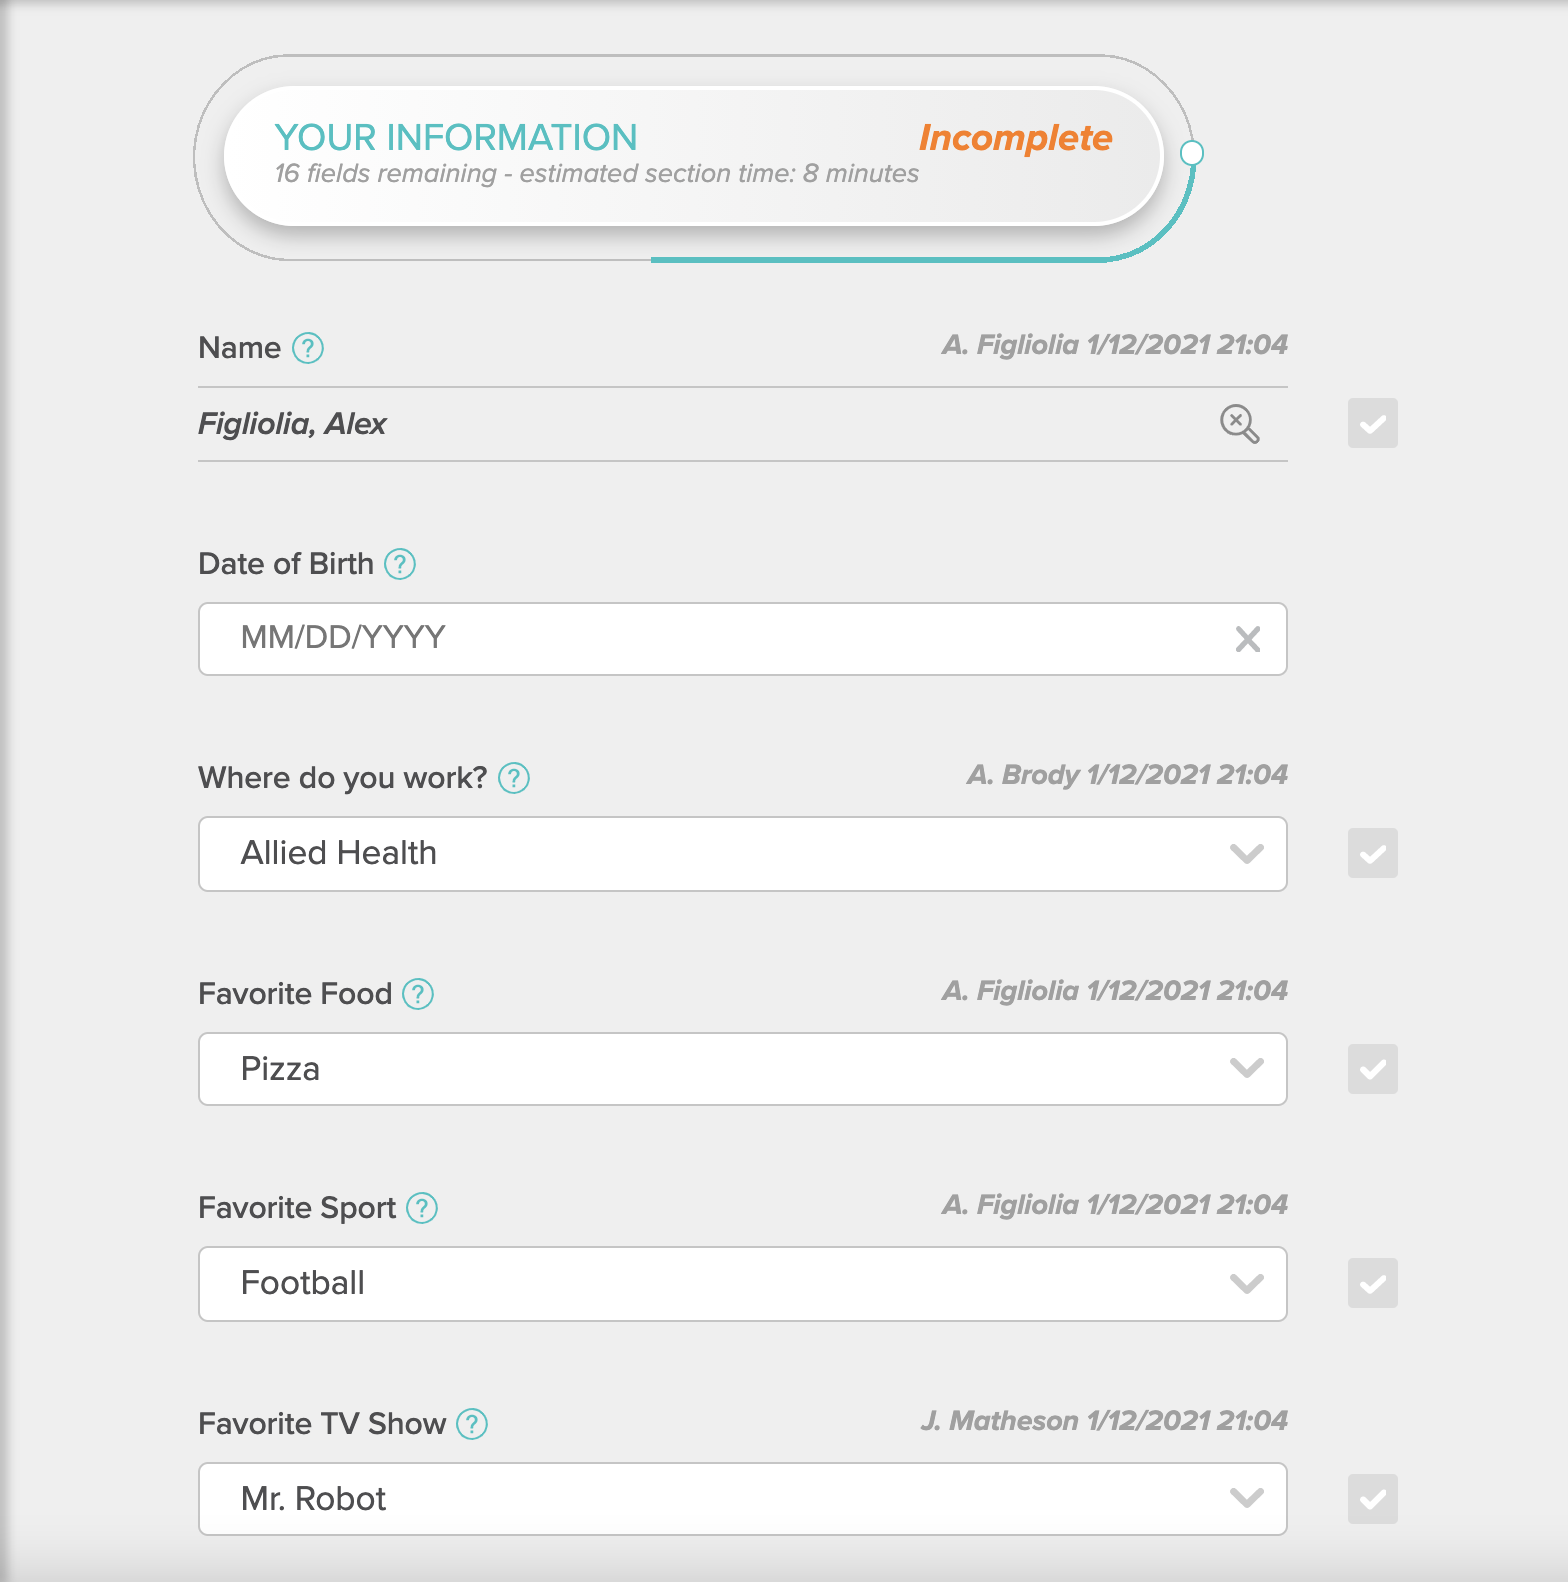 YOUR INFORMATION
Incomplete
16 fields remaining - estimated section time: 8 minutes
Name ?
A. Figliolia 1/12/2021 21:04
Figliolia, Alex
Date of Birth ?
MM/DD/YYYY
Where do you work? ?
A. Brody 1/12/2021 21:04
Allied Health
Favorite Food ?
A. Figliolia 1/12/2021 21:04
Pizza
Favorite Sport ?
A. Figliolia 1/12/2021 21:04
Football
Favorite TV Show ?
J. Matheson 1/12/2021 21:04
Mr. Robot